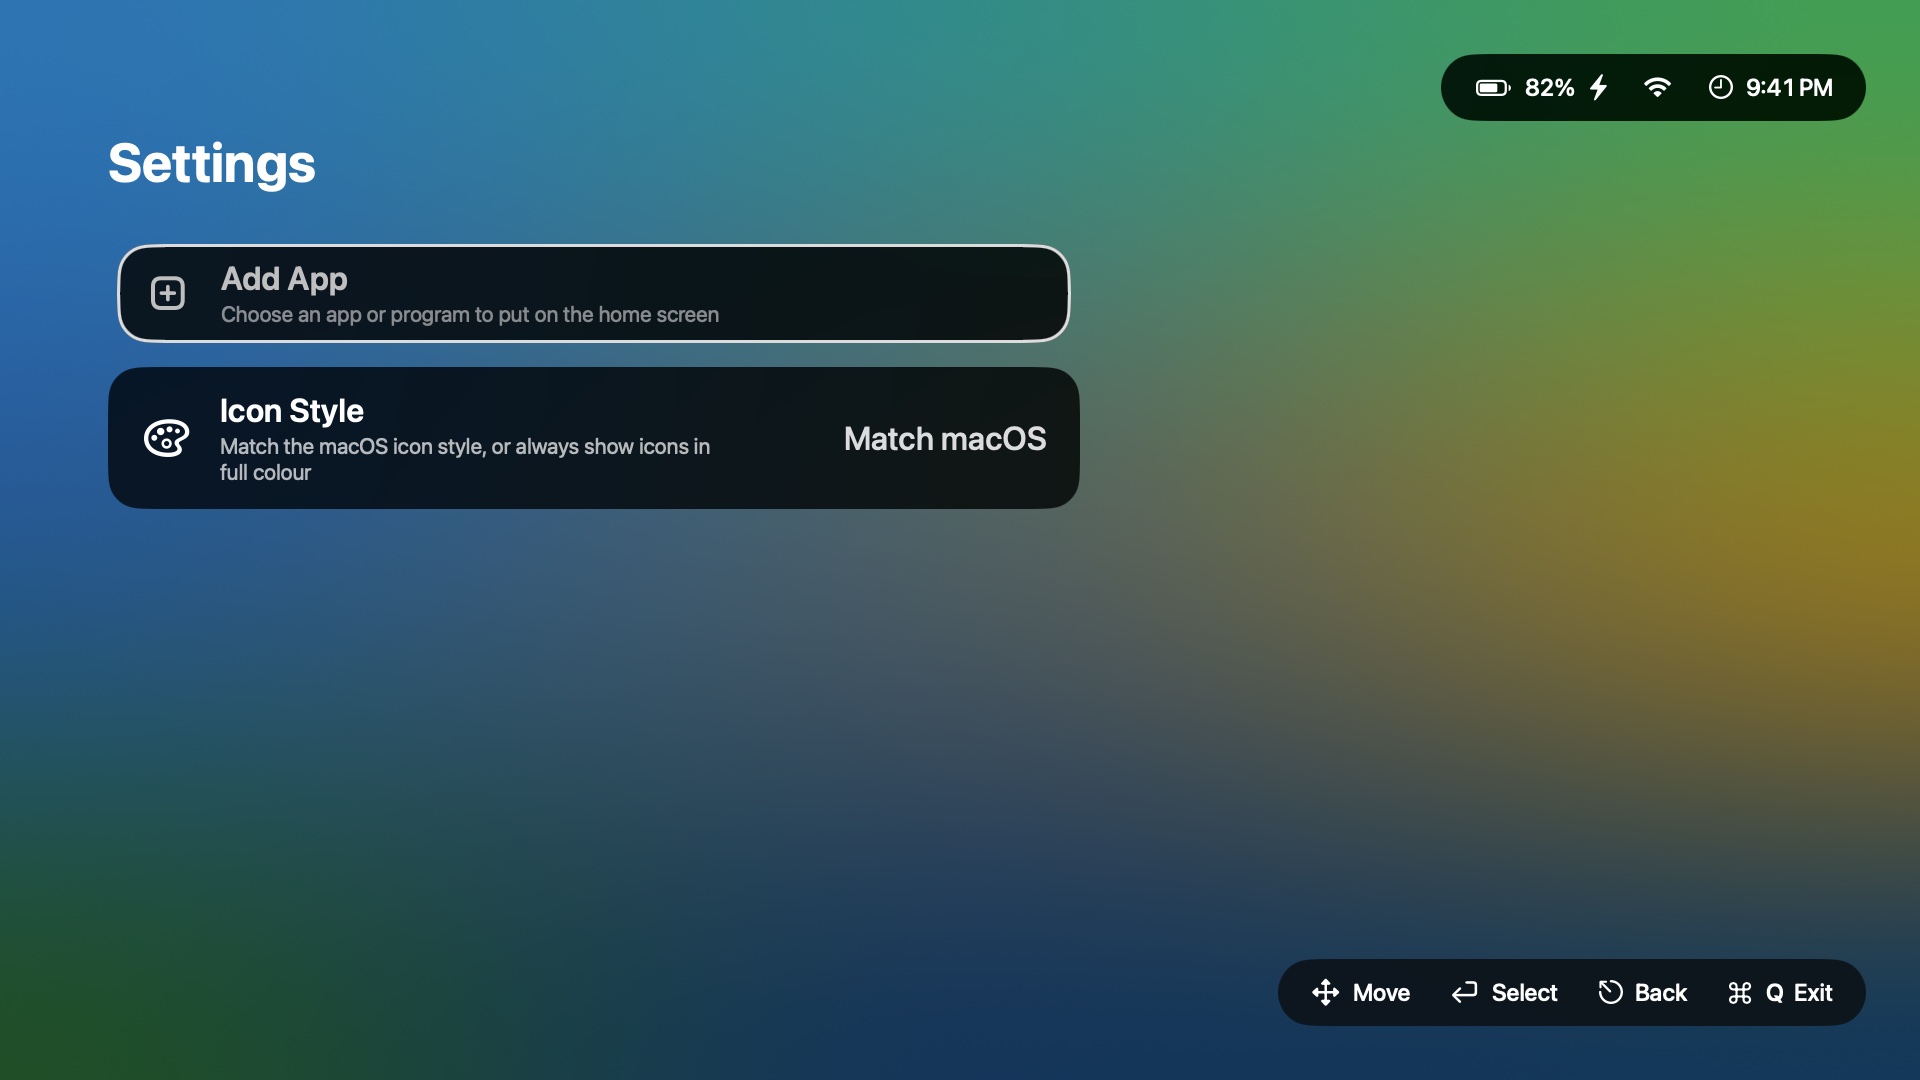 82%
9:41 PM
Settings
Add App
Choose an app or program to put on the home screen
Icon Style
Match the macOS icon style, or always show icons in
full colour
Match macOS
Move
Select
Back
⌘ Q Exit